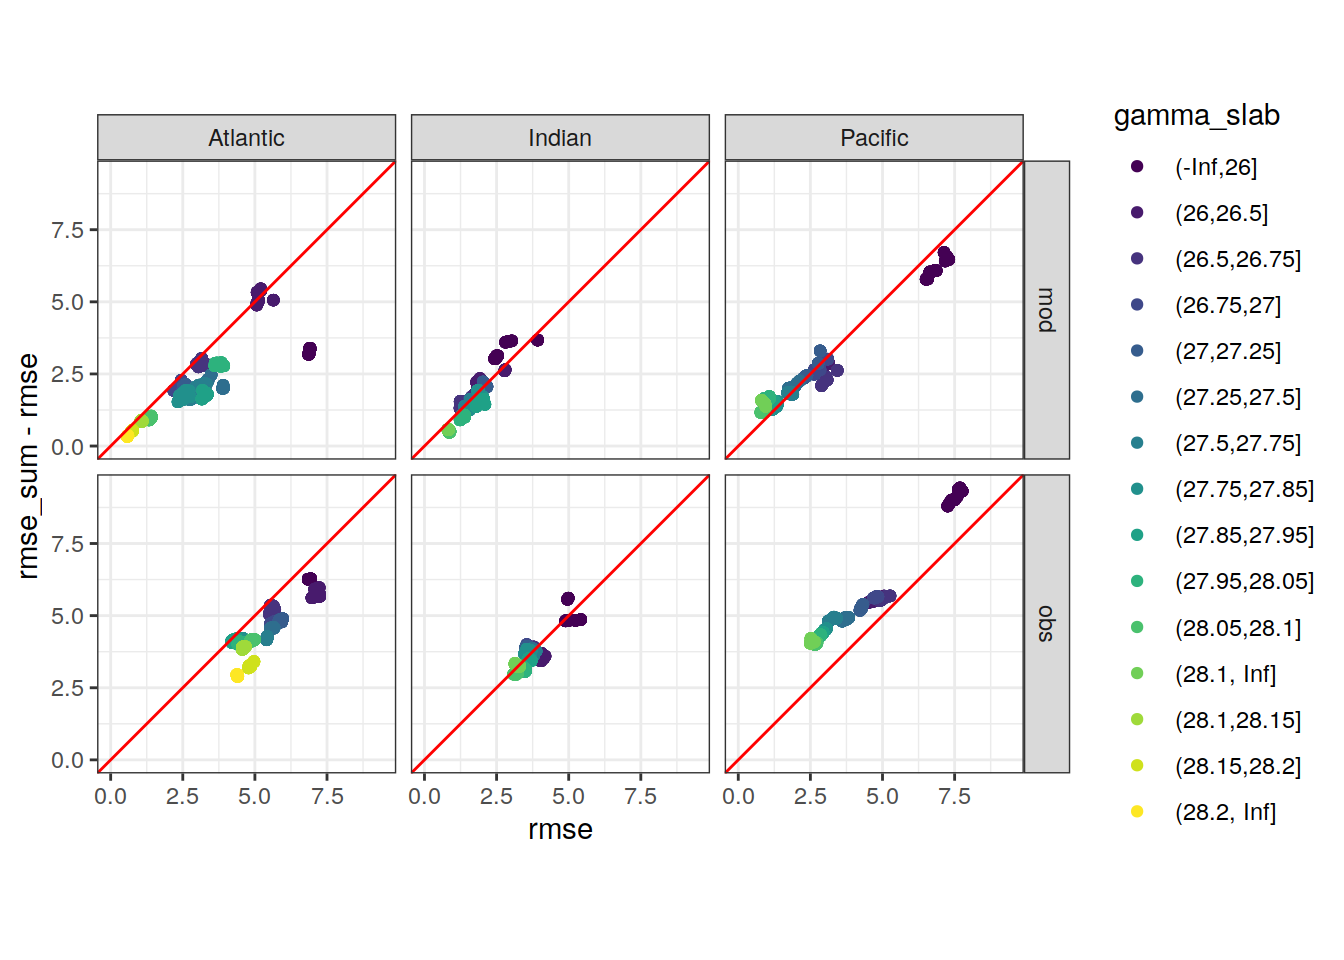 Atlantic
Indian
Pacific
mod
obs
7.5
5.0
2.5
0.0
7.5
5.0
2.5
0.0
0.0 2.5 5.0 7.5
0.0 2.5 5.0 7.5
0.0 2.5 5.0 7.5
rmse
rmse_sum - rmse
gamma_slab
(-Inf,26]
(26,26.5]
(26.5,26.75]
(26.75,27]
(27,27.25]
(27.25,27.5]
(27.5,27.75]
(27.75,27.85]
(27.85,27.95]
(27.95,28.05]
(28.05,28.1]
(28.1, Inf]
(28.1,28.15]
(28.15,28.2]
(28.2, Inf]